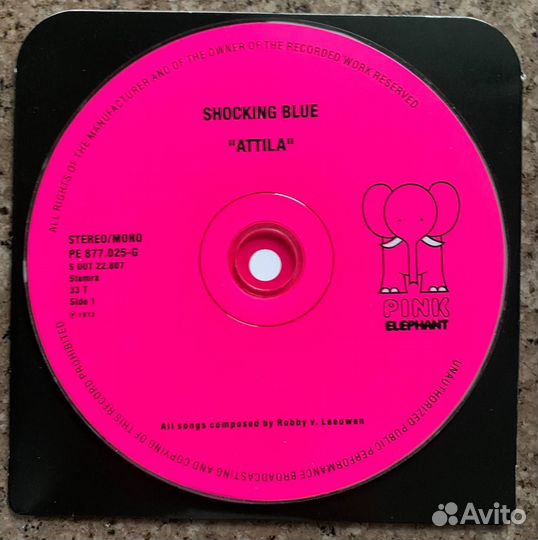 ALL RIGHTS OF THE MANUFACTURER AND OF THE OWNER OF THE RECORDED WORK RESERVED
SHOCKING BLUE
"ATTILA"
STEREO/MONO
PE 877.025-G
5 OUT 22.807
Stemra
33 T
Side 1
℗ 1972
PINK
ELEPHANT
All songs composed by Robby v. Leeuwen
UNAUTHORIZED PUBLIC PERFORMANCE BROADCASTING AND COPYING OF THIS RECORD PROHIBITED
Avito